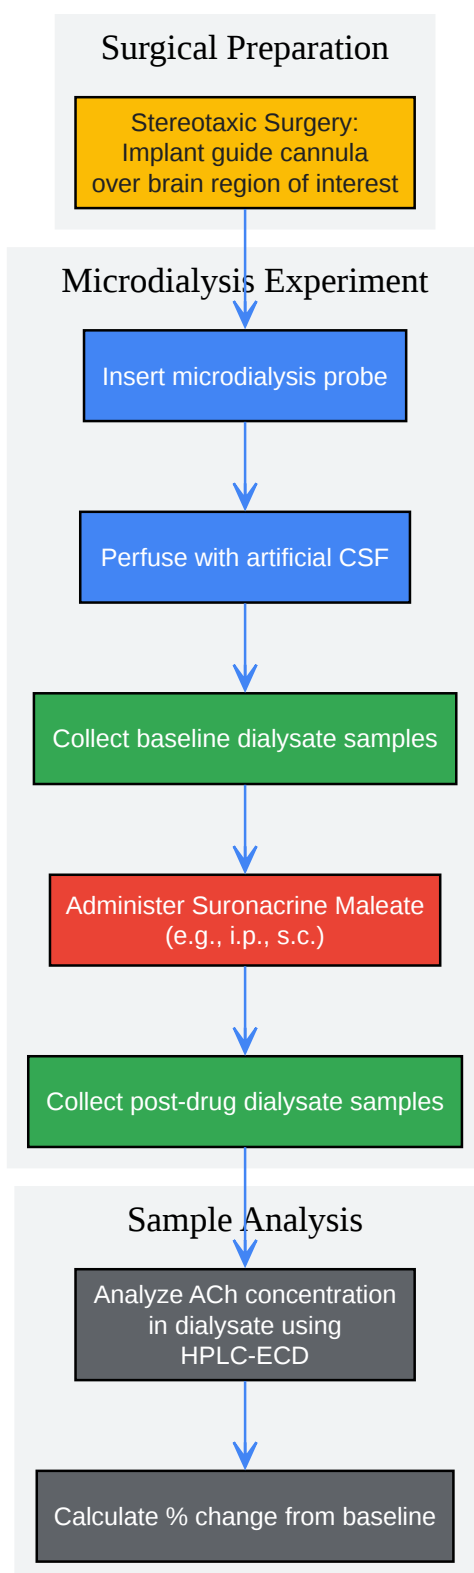 Surgical Preparation
Stereotaxic Surgery:
Implant guide cannula
over brain region of interest
Microdialysis Experiment
Insert microdialysis probe
Perfuse with artificial CSF
Collect baseline dialysate samples
Administer Suronacrine Maleate
(e.g., i.p., s.c.)
Collect post-drug dialysate samples
Sample Analysis
Analyze ACh concentration
in dialysate using
HPLC-ECD
Calculate % change from baseline